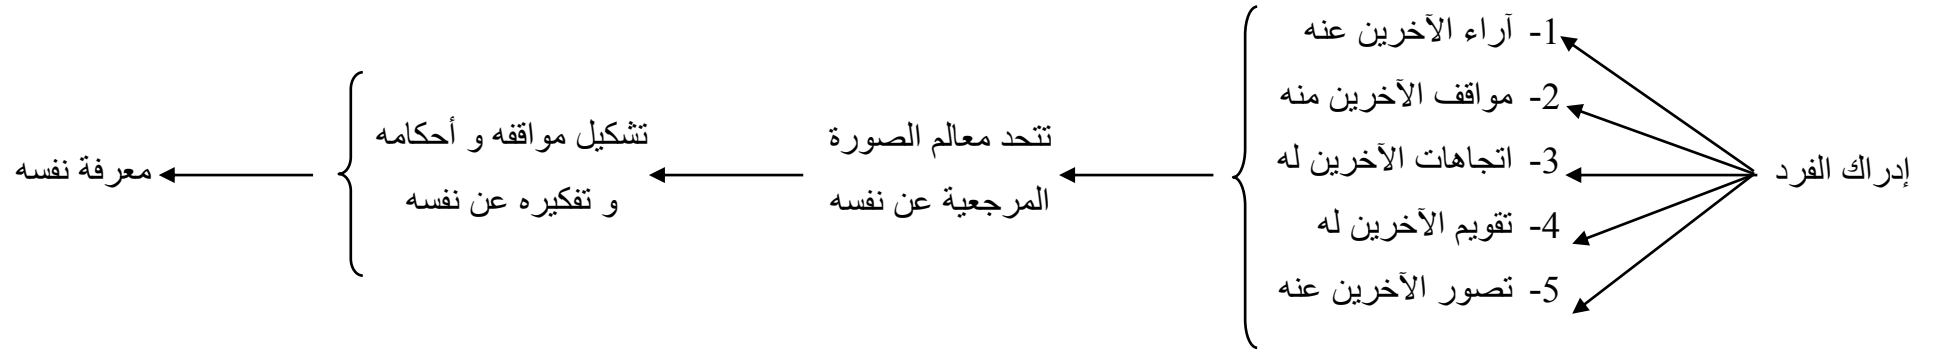 إدراك الفرد
1- آراء الآخرين عنه
2- مواقف الآخرين منه
3- اتجاهات الآخرين له
4- تقويم الآخرين له
5- تصور الآخرين عنه
تتحد معالم الصورة
المرجعية عن نفسه
تشكيل مواقفه و أحكامه
و تفكيره عن نفسه
معرفة نفسه